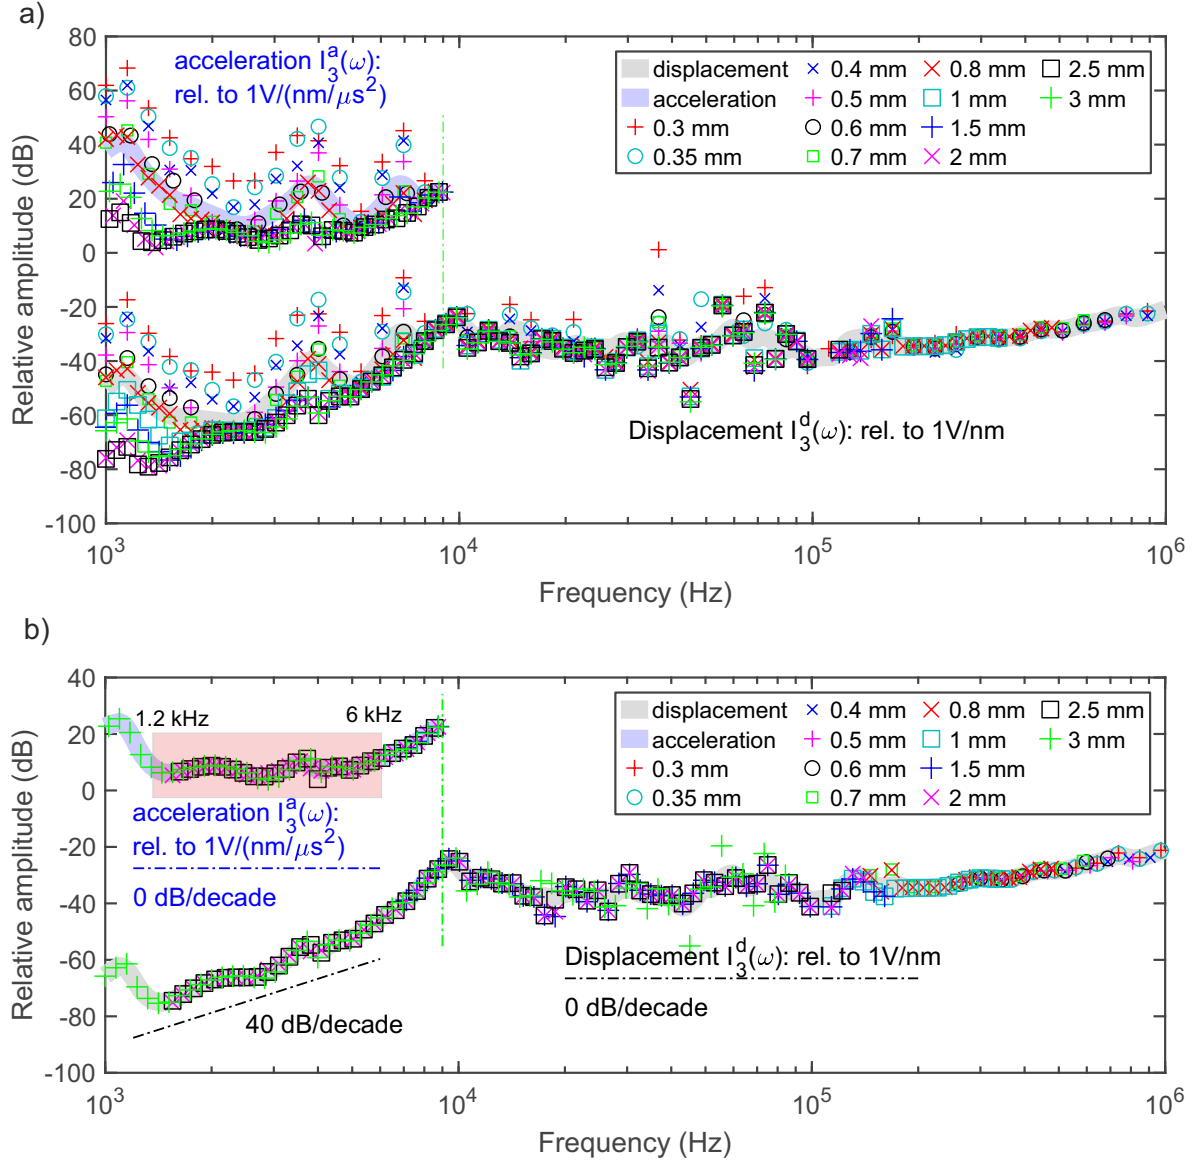 a)
80
60
40
20
0
-20
-40
-60
-80
-100
Relative amplitude (dB)
acceleration I₃ᵃ(ω):
rel. to 1V/(nm/μs²)
displacement
acceleration
0.3 mm
0.35 mm
0.4 mm
0.5 mm
0.6 mm
0.7 mm
0.8 mm
1 mm
1.5 mm
2 mm
2.5 mm
3 mm
Displacement I₃ᵈ(ω): rel. to 1V/nm
10³ 10⁴ 10⁵ 10⁶
Frequency (Hz)
b)
40
20
0
-20
-40
-60
-80
-100
Relative amplitude (dB)
1.2 kHz 6 kHz
acceleration I₃ᵃ(ω):
rel. to 1V/(nm/μs²)
0 dB/decade
40 dB/decade
displacement
acceleration
0.3 mm
0.35 mm
0.4 mm
0.5 mm
0.6 mm
0.7 mm
0.8 mm
1 mm
1.5 mm
2 mm
2.5 mm
3 mm
Displacement I₃ᵈ(ω): rel. to 1V/nm
0 dB/decade
10³ 10⁴ 10⁵ 10⁶
Frequency (Hz)